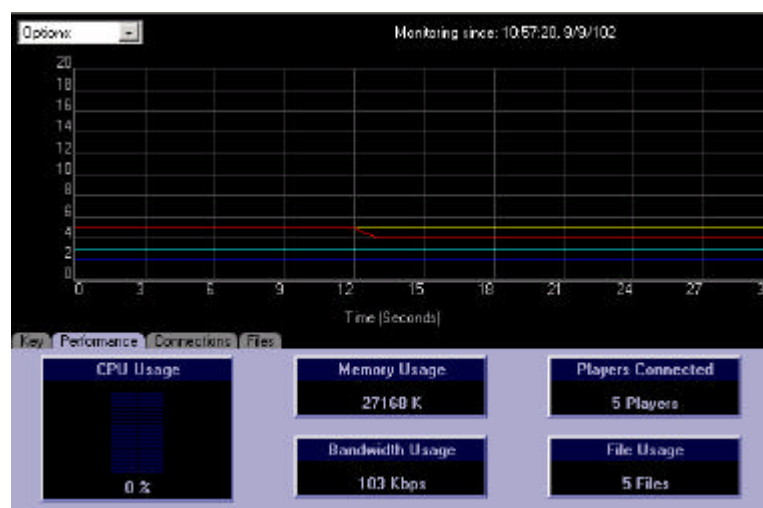 Options:
Monitoring since: 10:57:20, 9/9/102
20
18
16
14
12
10
8
6
4
2
0
0 3 6 9 12 15 18 21 24 27 3
Time (Seconds)
Key Performance Connections Files
CPU Usage Memory Usage Players Connected
27168 K 5 Players
Bandwidth Usage File Usage
0 % 103 Kbps 5 Files